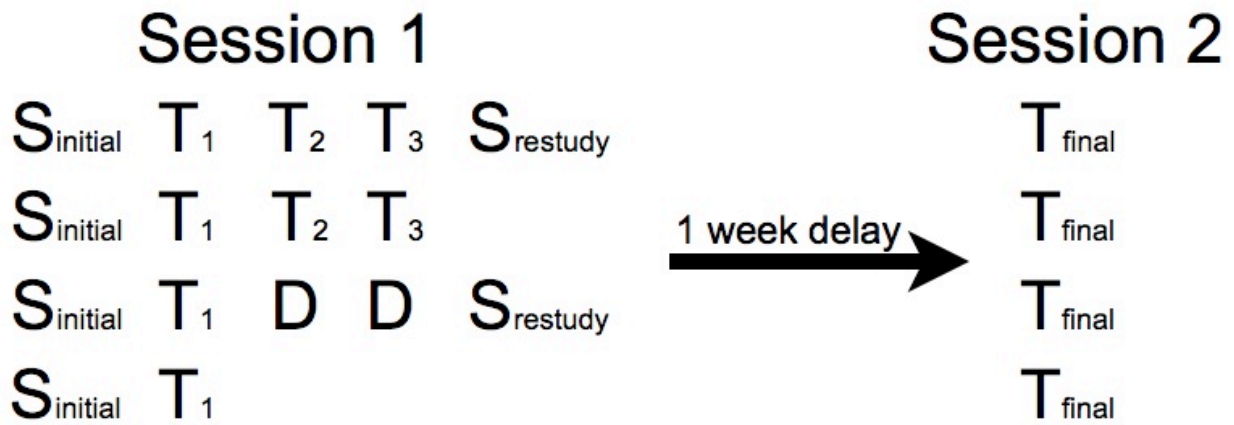 Session 1 Session 2
Sinitial T1 T2 T3 Srestudy Tfinal
Sinitial T1 T2 T3 Tfinal
1 week delay
Sinitial T1 D D Srestudy Tfinal
Sinitial T1 Tfinal